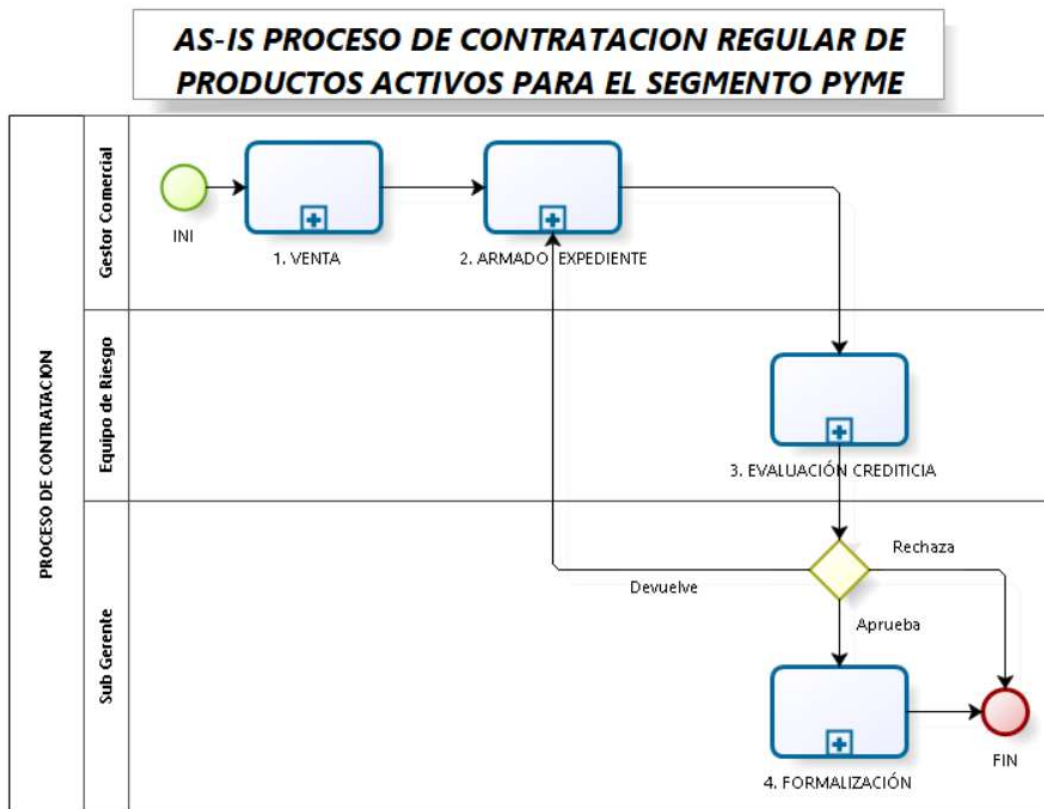 AS-IS PROCESO DE CONTRATACION REGULAR DE
PRODUCTOS ACTIVOS PARA EL SEGMENTO PYME
PROCESO DE CONTRATACION
Gestor Comercial
INI
1. VENTA
2. ARMADO EXPEDIENTE
Equipo de Riesgo
3. EVALUACIÓN CREDITICIA
Sub Gerente
Rechaza
Devuelve
Aprueba
4. FORMALIZACIÓN
FIN